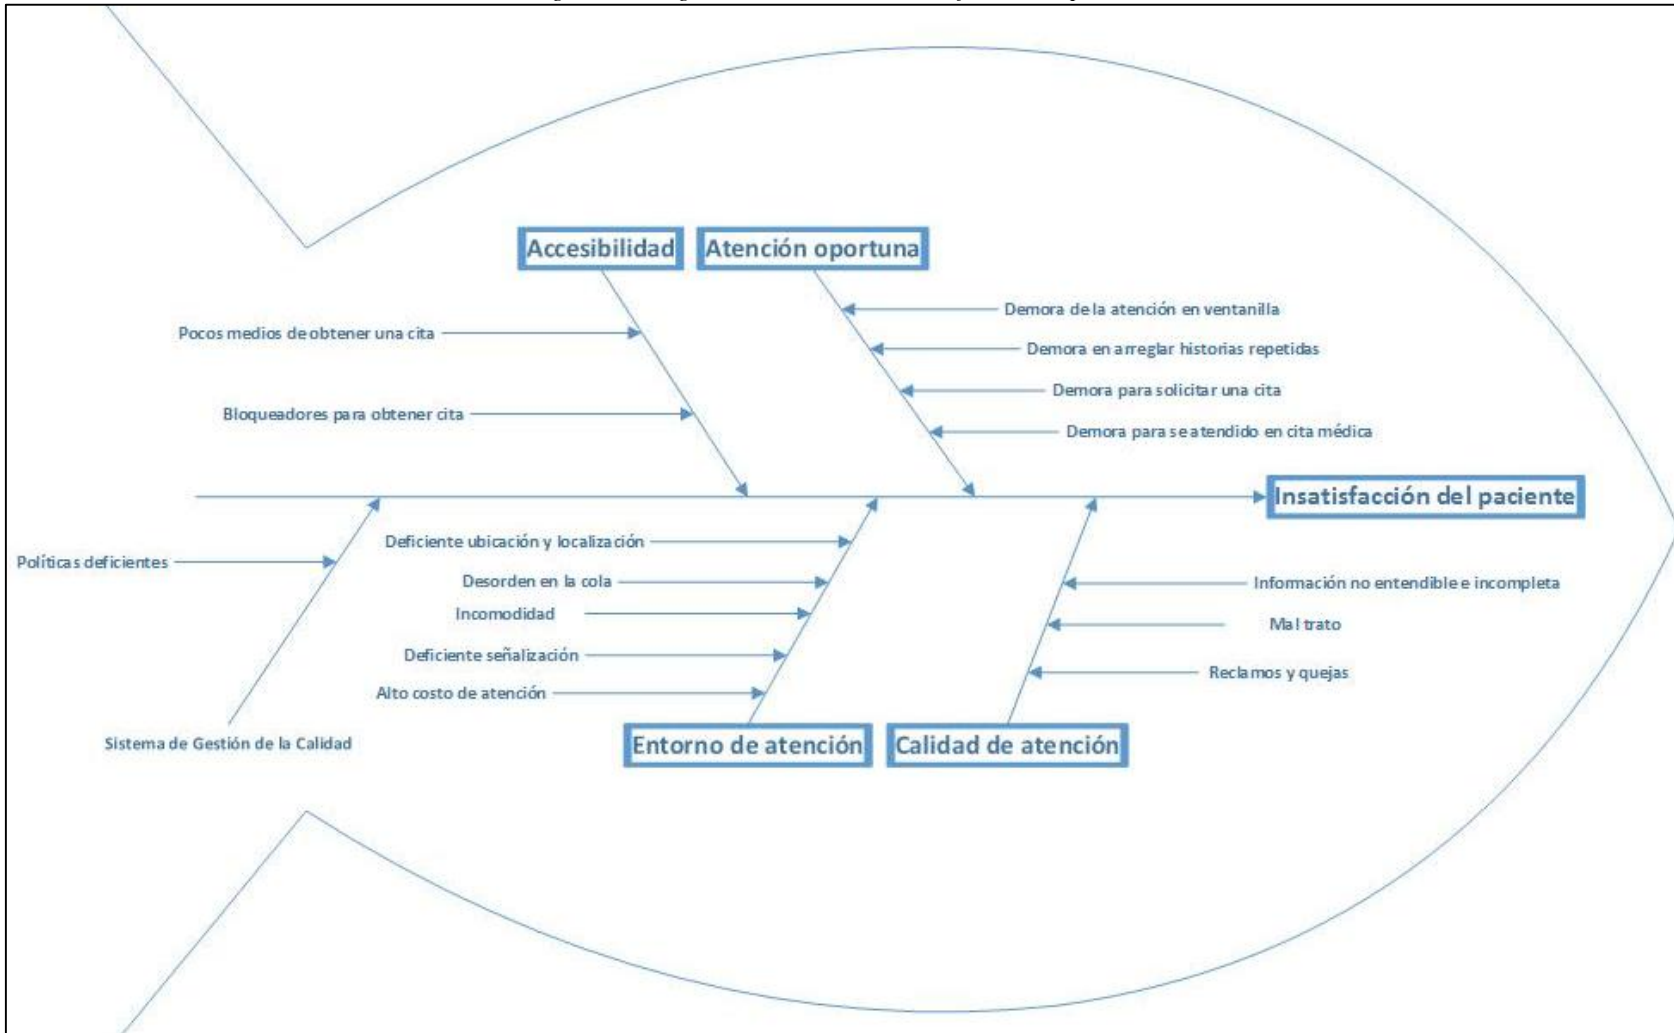 Accesibilidad
Atención oportuna
Demora de la atención en ventanilla
Pocos medios de obtener una cita
Demora en arreglar historias repetidas
Demora para solicitar una cita
Bloqueadores para obtener cita
Demora para se atendido en cita médica
Insatisfacción del paciente
Deficiente ubicación y localización
Políticas deficientes
Desorden en la cola
Información no entendible e incompleta
Incomodidad
Mal trato
Deficiente señalización
Reclamos y quejas
Alto costo de atención
Sistema de Gestión de la Calidad
Entorno de atención
Calidad de atención